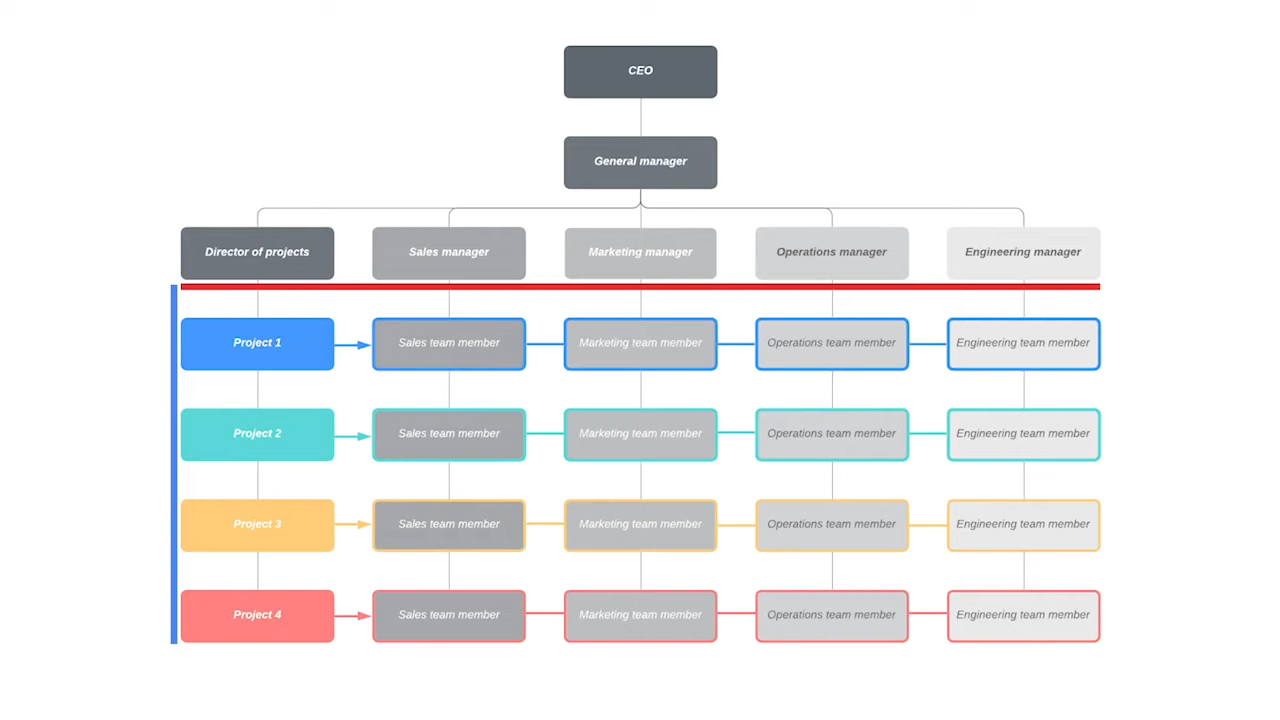 CEO
General manager
Director of projects
Sales manager
Marketing manager
Operations manager
Engineering manager
Project 1
Sales team member
Marketing team member
Operations team member
Engineering team member
Project 2
Sales team member
Marketing team member
Operations team member
Engineering team member
Project 3
Sales team member
Marketing team member
Operations team member
Engineering team member
Project 4
Sales team member
Marketing team member
Operations team member
Engineering team member